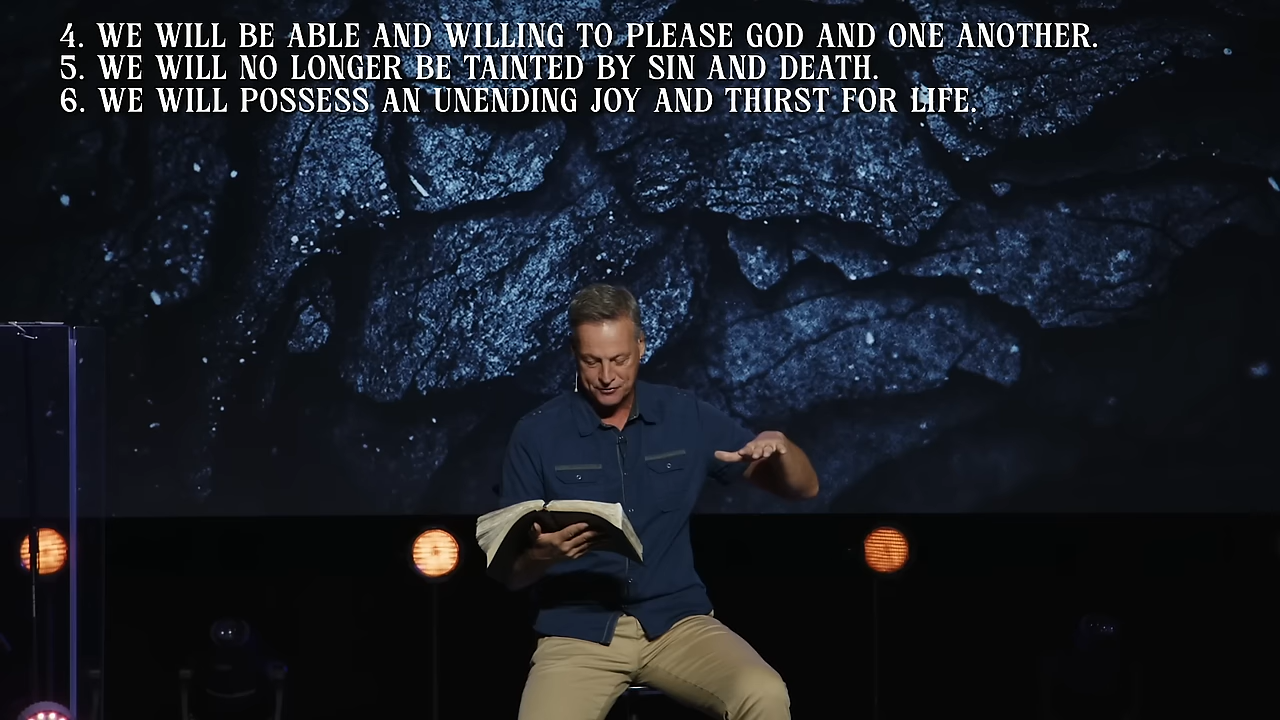 4. WE WILL BE ABLE AND WILLING TO PLEASE GOD AND ONE ANOTHER.
5. WE WILL NO LONGER BE TAINTED BY SIN AND DEATH.
6. WE WILL POSSESS AN UNENDING JOY AND THIRST FOR LIFE.